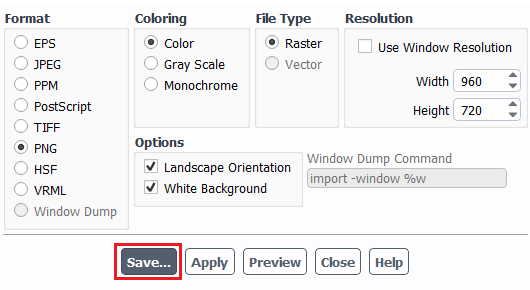 Format
EPS
JPEG
PPM
PostScript
TIFF
PNG
HSF
VRML
Window Dump
Coloring
Color
Gray Scale
Monochrome
File Type
Raster
Vector
Resolution
Use Window Resolution
Width 960
Height 720
Options
Landscape Orientation
White Background
Window Dump Command
import -window %w
Save... Apply Preview Close Help